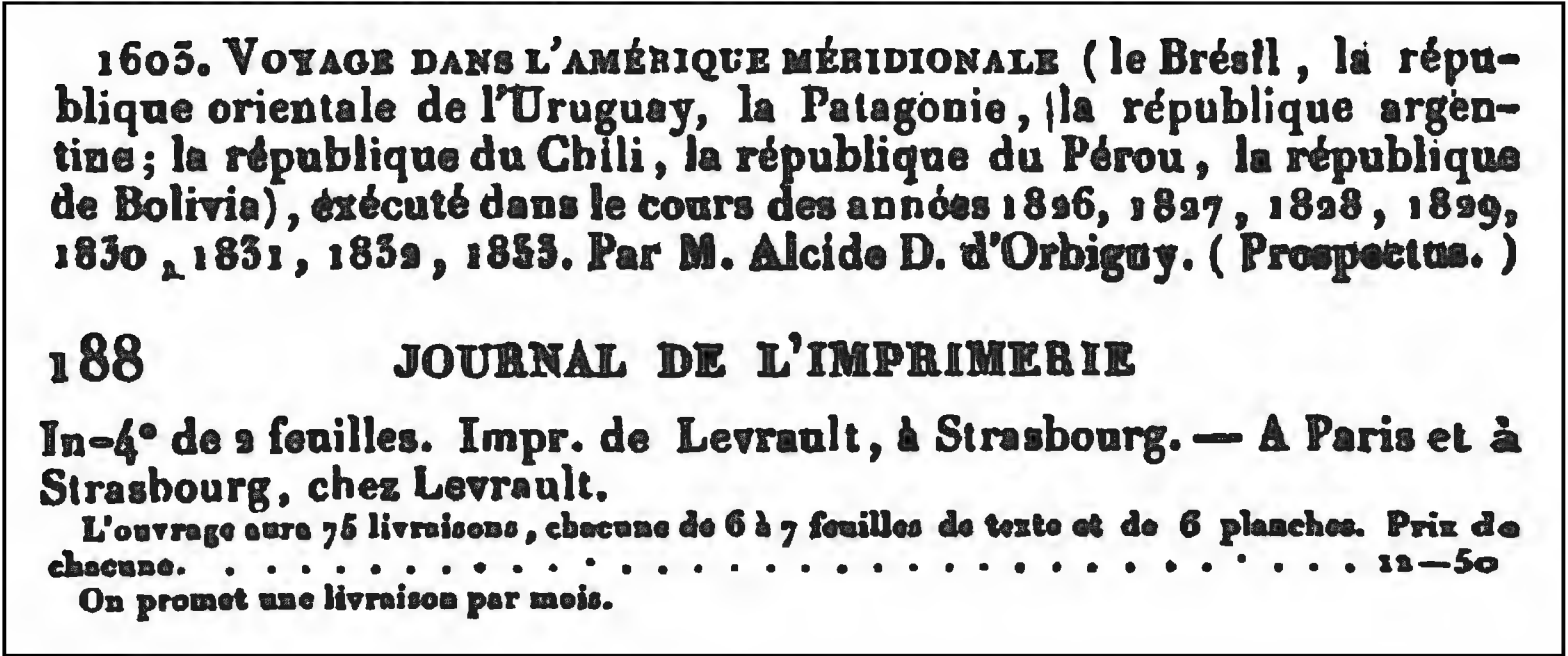 1603. VOYAGE DANS L'AMÉRIQUE MÉRIDIONALE ( le Brésil , la répu-
blique orientale de l'Uruguay, la Patagonie , la république argen-
tine ; la république du Chili , la république du Pérou , la république
de Bolivia) , exécuté dans le cours des années 1826, 1827 , 1828 , 1829,
1830 , 1831 , 1832 , 1833. Par M. Alcide D. d'Orbigny. ( Prospectus. )
188 JOURNAL DE L'IMPRIMERIE
In-4° de 2 feuilles. Impr. de Levrault, à Strasbourg. — A Paris et à
Strasbourg, chez Levrault.
L'ouvrage aura 75 livraisons , chacune de 6 à 7 feuilles de texte et de 6 planches. Prix de
chacune. . . . . . . . . . . . . . . . . . . . . . . . . . . . . . . . . . . 12—50
On promet une livraison par mois.